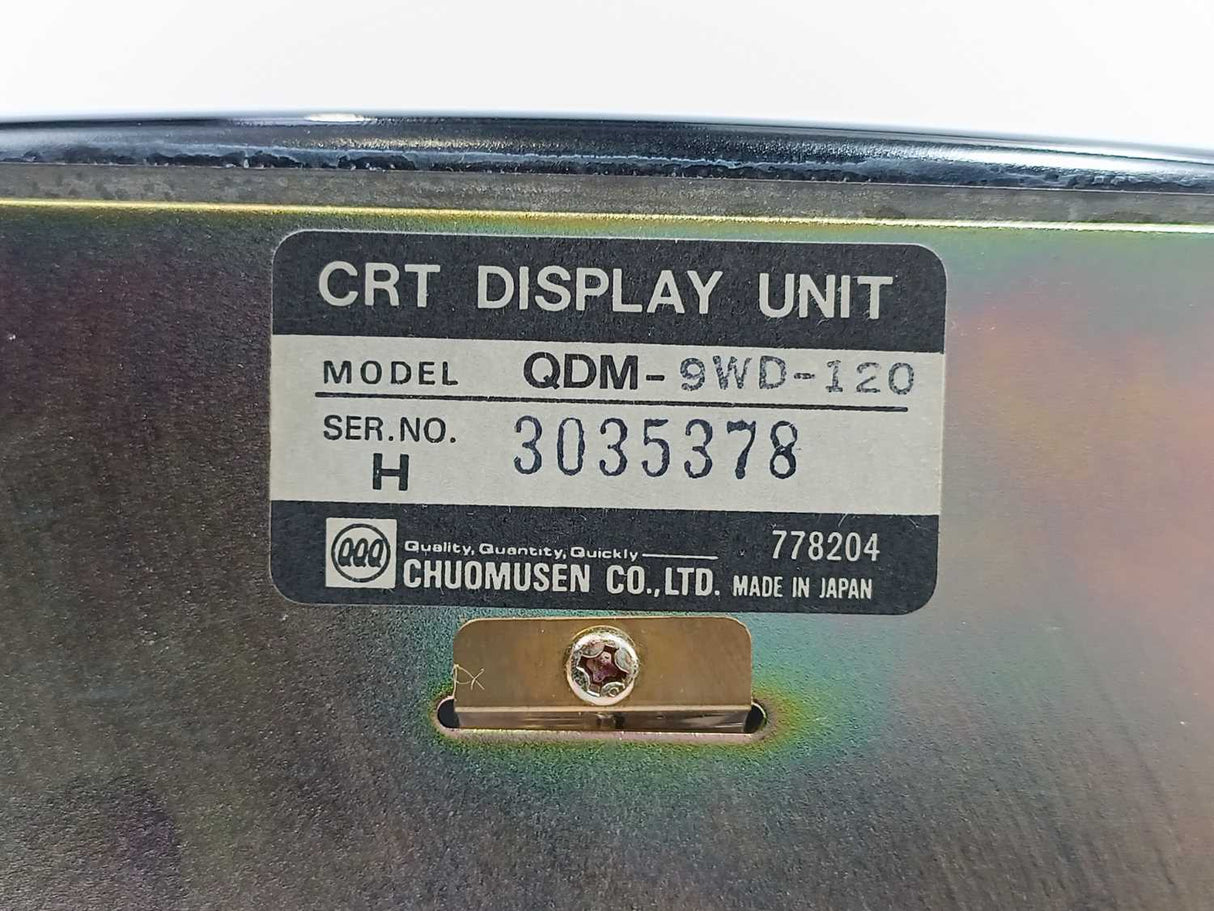 CRT DISPLAY UNIT
MODEL QDM-9WD-120
SER.NO. 3035378
H
QQQ Quality, Quantity, Quickly 778204
CHUOMUSEN CO.,LTD. MADE IN JAPAN